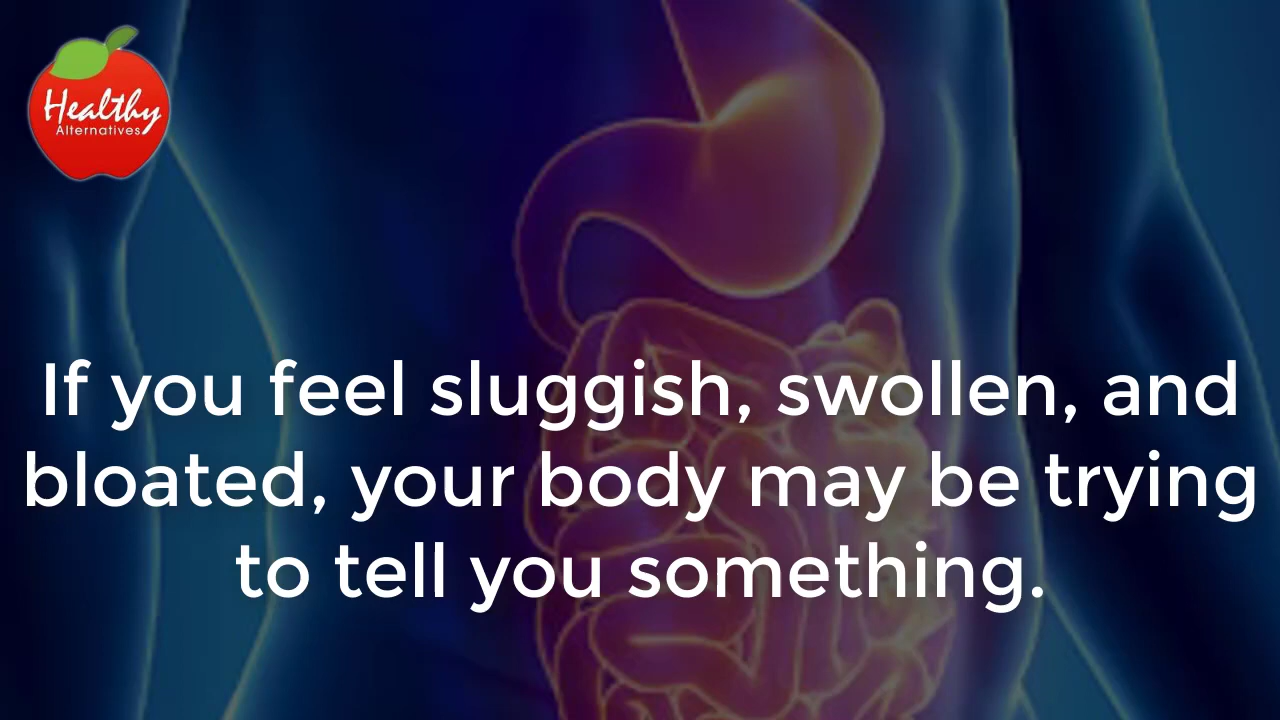 Healthy
Alternatives
If you feel sluggish, swollen, and
bloated, your body may be trying
to tell you something.